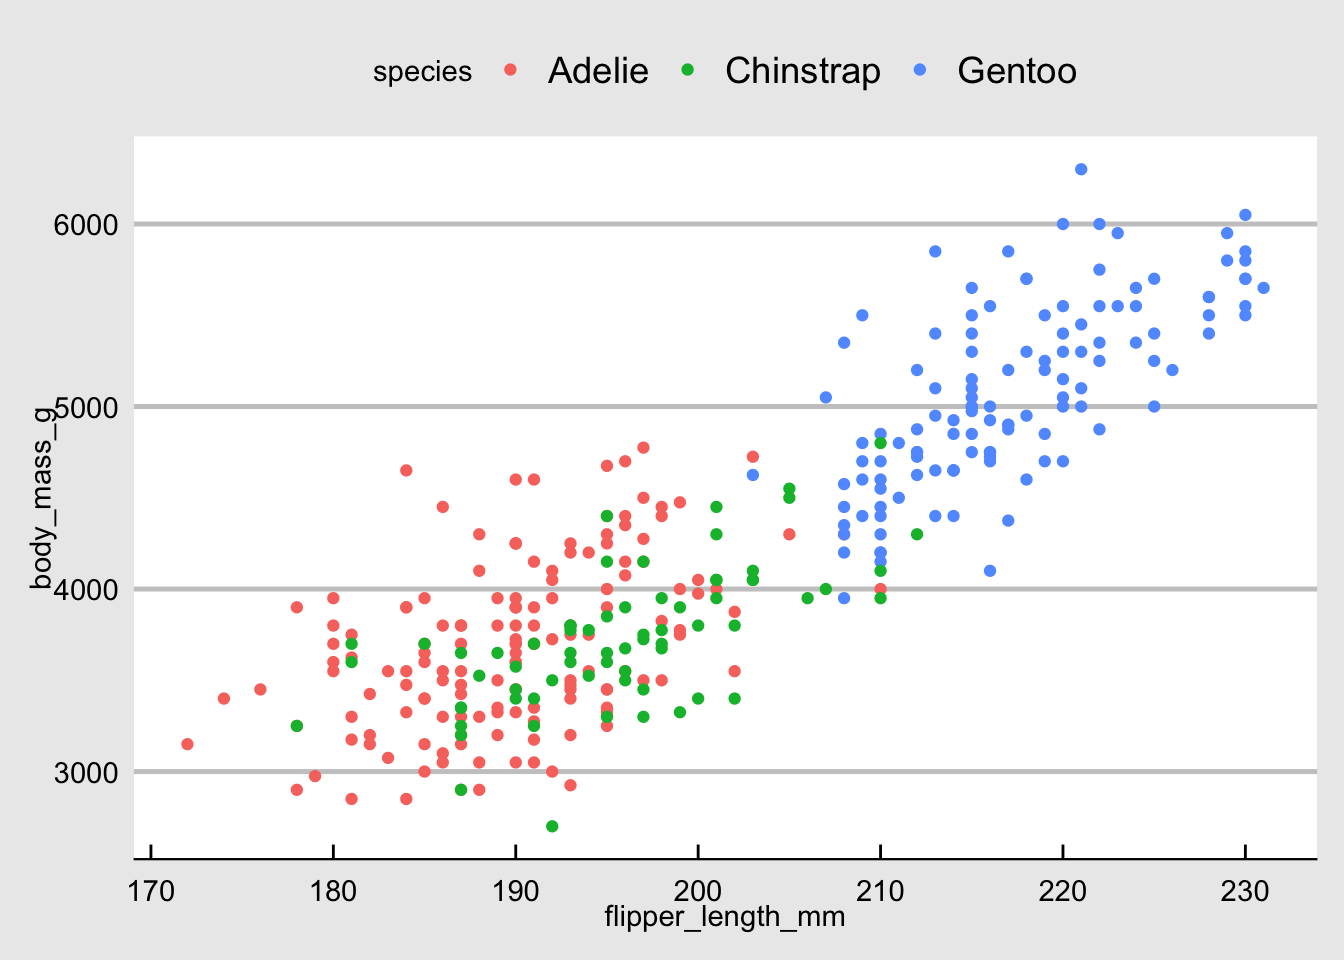 species Adelie Chinstrap Gentoo
6000
5000
4000
3000
body_mass_g
170 180 190 200 210 220 230
flipper_length_mm